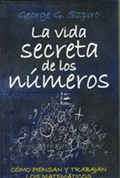 George G. Szpiro
La vida
secreta
de los
números
CÓMO PIENSAN Y TRABAJAN
LOS MATEMÁTICOS